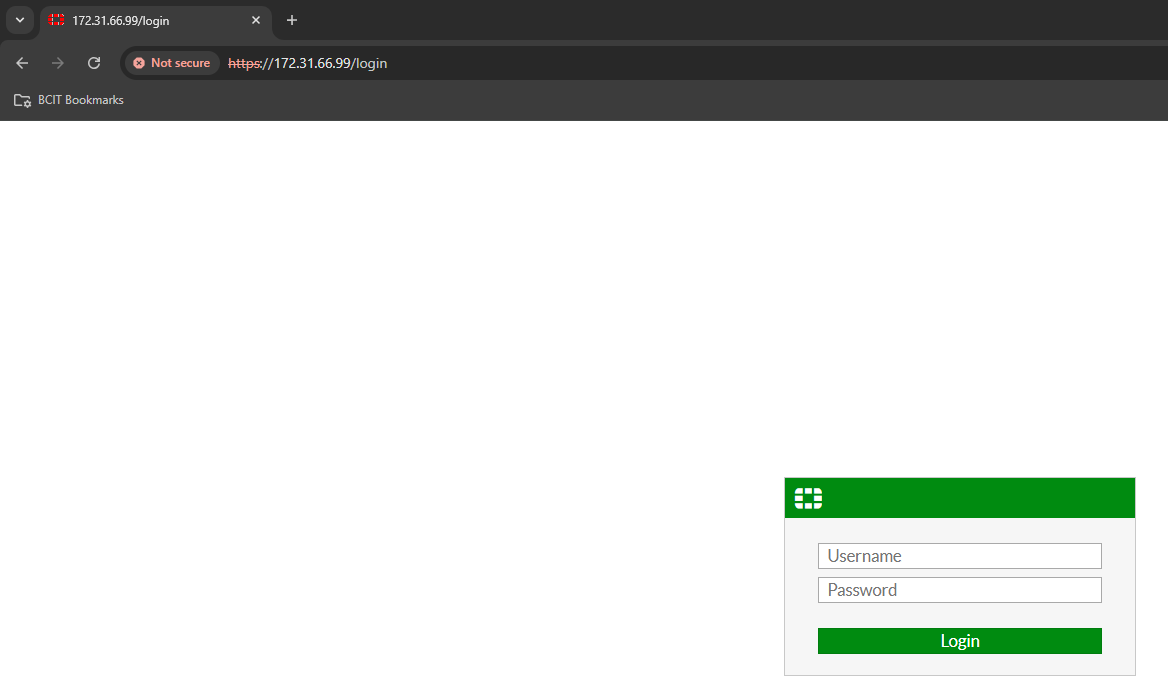 172.31.66.99/login
Not secure https://172.31.66.99/login
BCIT Bookmarks
Username
Password
Login